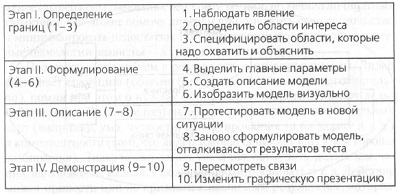 Этап I. Определение
границ (1–3)
1. Наблюдать явление
2. Определить области интереса
3. Специфицировать области, которые
надо охватить и объяснить
Этап II. Формулирование
(4–6)
4. Выделить главные параметры
5. Создать описание модели
6. Изобразить модель визуально
Этап III. Описание (7–8)
7. Протестировать модель в новой
ситуации
8. Заново сформулировать модель,
отталкиваясь от результатов теста
Этап IV. Демонстрация (9–10)
9. Пересмотреть связи
10. Изменить графическую презентацию